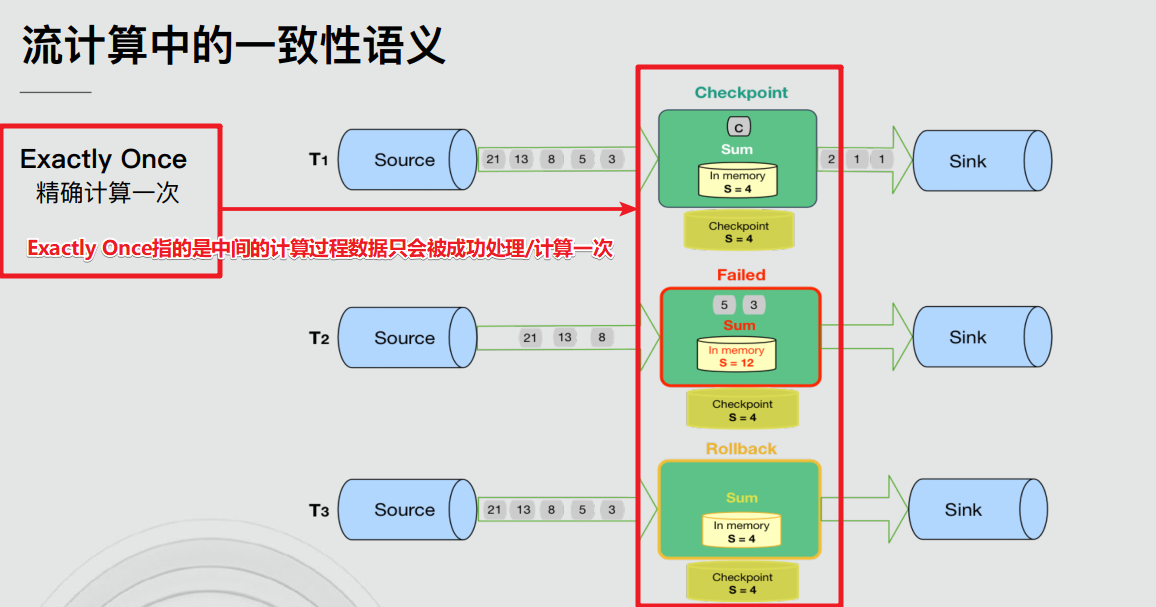 流计算中的一致性语义
Exactly Once
精确计算一次
Exactly Once指的是中间的计算过程数据只会被成功处理/计算一次
Checkpoint
T1
Source
21 13 8 5 3
C
Sum
In memory
S = 4
Checkpoint
S = 4
2 1 1
Sink
Failed
T2
Source
21 13 8
5 3
Sum
In memory
S = 12
Checkpoint
S = 4
Sink
Rollback
T3
Source
21 13 8 5 3
Sum
In memory
S = 4
Checkpoint
S = 4
Sink